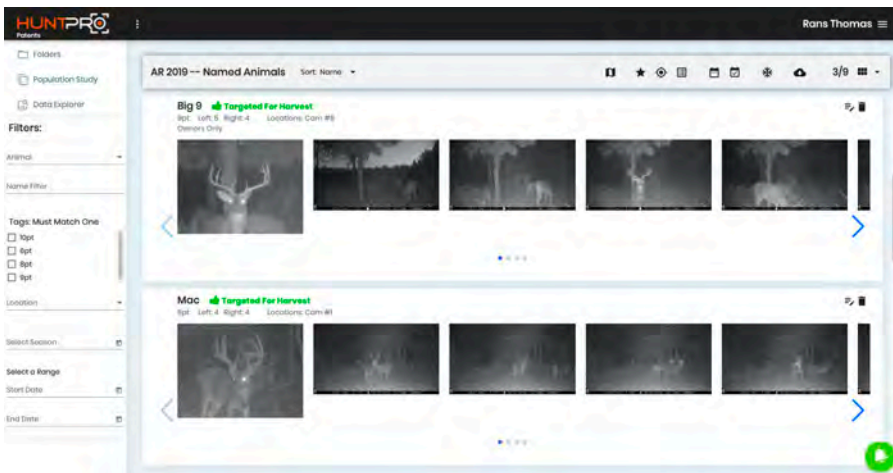 HUNTPRO
Patents
Rans Thomas
Folders
Population Study
Data Explorer
Filters:
Animal
Name Filter
Tags: Must Match One
10pt
6pt
8pt
9pt
Location
Select Season
Select a Range
Start Date
End Date
AR 2019 -- Named Animals Sort: Name
3/9
Big 9 Targeted For Harvest
9pt Left: 5 Right: 4 Locations: Cam #6
Owners Only
Mac Targeted For Harvest
8pt Left: 4 Right: 4 Locations: Cam #1